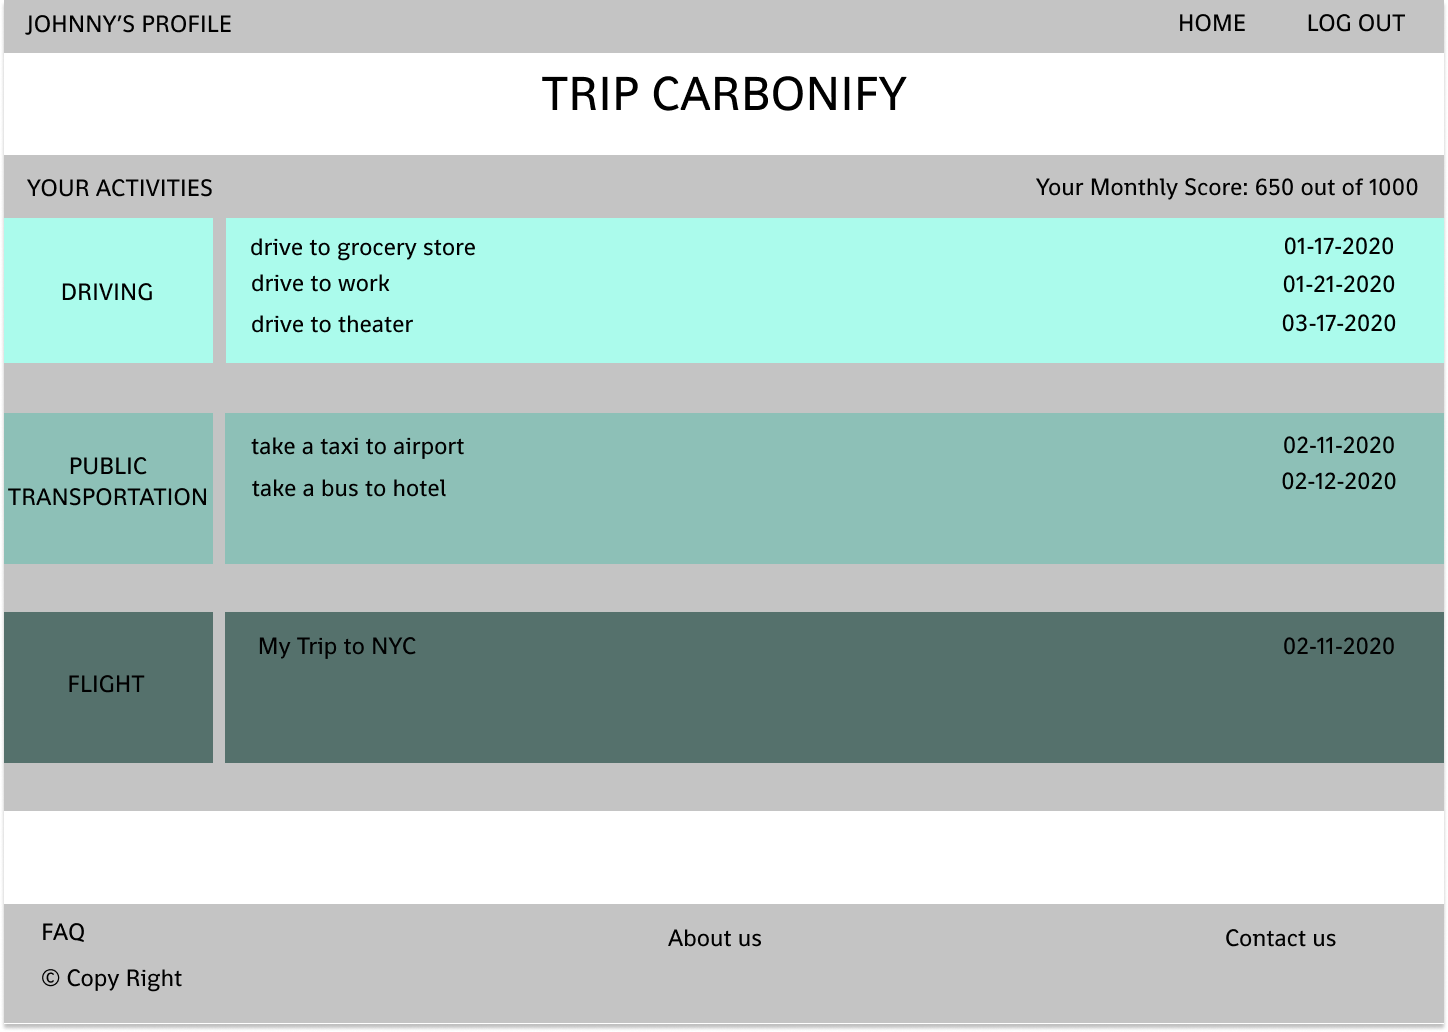 JOHNNY’S PROFILE HOME LOG OUT
TRIP CARBONIFY
YOUR ACTIVITIES Your Monthly Score: 650 out of 1000
DRIVING
drive to grocery store 01-17-2020
drive to work 01-21-2020
drive to theater 03-17-2020
PUBLIC
TRANSPORTATION
take a taxi to airport 02-11-2020
take a bus to hotel 02-12-2020
FLIGHT
My Trip to NYC 02-11-2020
FAQ About us Contact us
© Copy Right